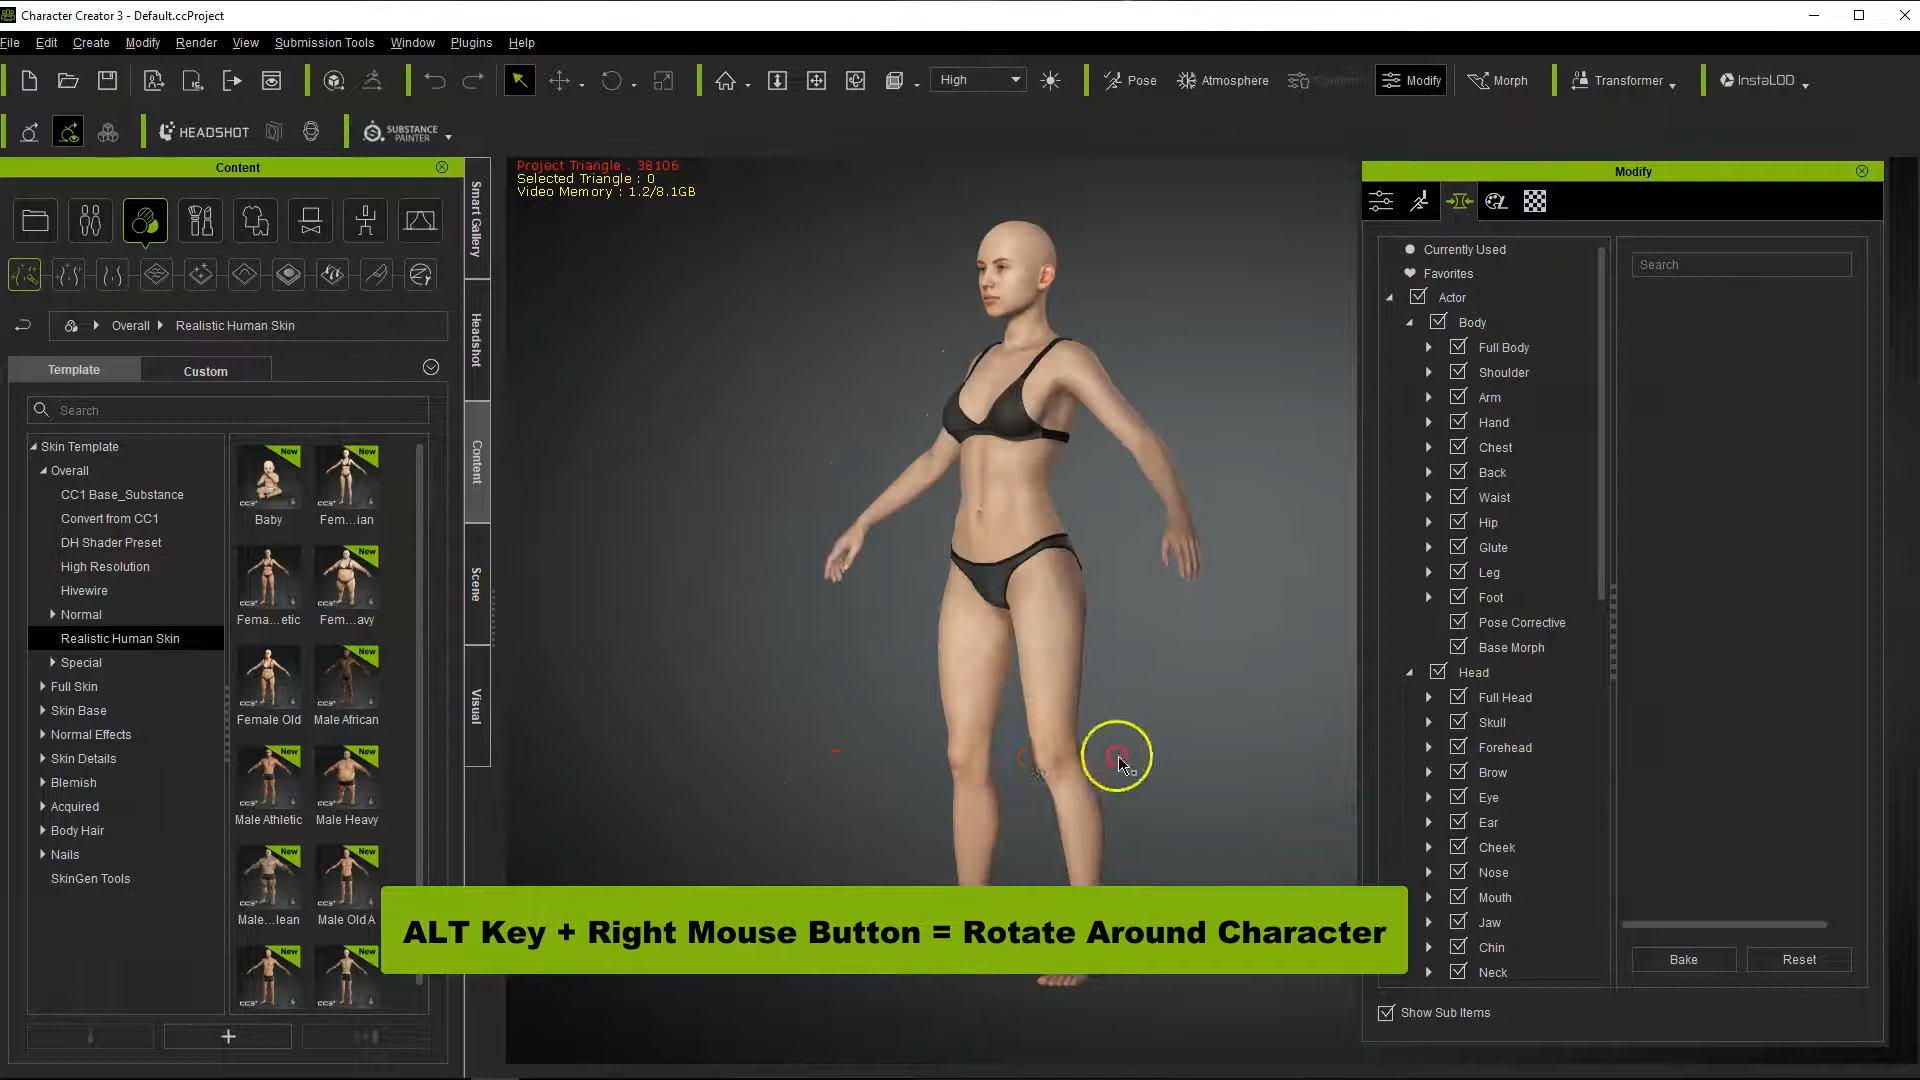 Character Creator 3 - Default.ccProject
File Edit Create Modify Render View Submission Tools Window Plugins Help
High Pose Atmosphere Modify Morph Transformer InstaLOD
HEADSHOT SUBSTANCE PAINTER
Content
Smart Gallery
Headshot
Content
Scene
Visual
Overall Realistic Human Skin
Template Custom
Search
Skin Template
Overall
CC1 Base_Substance
Convert from CC1
DH Shader Preset
High Resolution
Hivewire
Normal
Realistic Human Skin
Special
Full Skin
Skin Base
Normal Effects
Skin Details
Blemish
Acquired
Body Hair
Nails
SkinGen Tools
New New
Baby Fem...ian
New
Fema...etic Fem...avy
New
Female Old Male African
New New
Male Athletic Male Heavy
New New
Male...lean Male Old A
+
Project Triangle : 38106
Selected Triangle : 0
Video Memory : 1.2/8.1GB
ALT Key + Right Mouse Button = Rotate Around Character
Modify
Currently Used
Favorites
Actor
Body
Full Body
Shoulder
Arm
Hand
Chest
Back
Waist
Hip
Glute
Leg
Foot
Pose Corrective
Base Morph
Head
Full Head
Skull
Forehead
Brow
Eye
Ear
Cheek
Nose
Mouth
Jaw
Chin
Neck
Search
Bake Reset
Show Sub Items